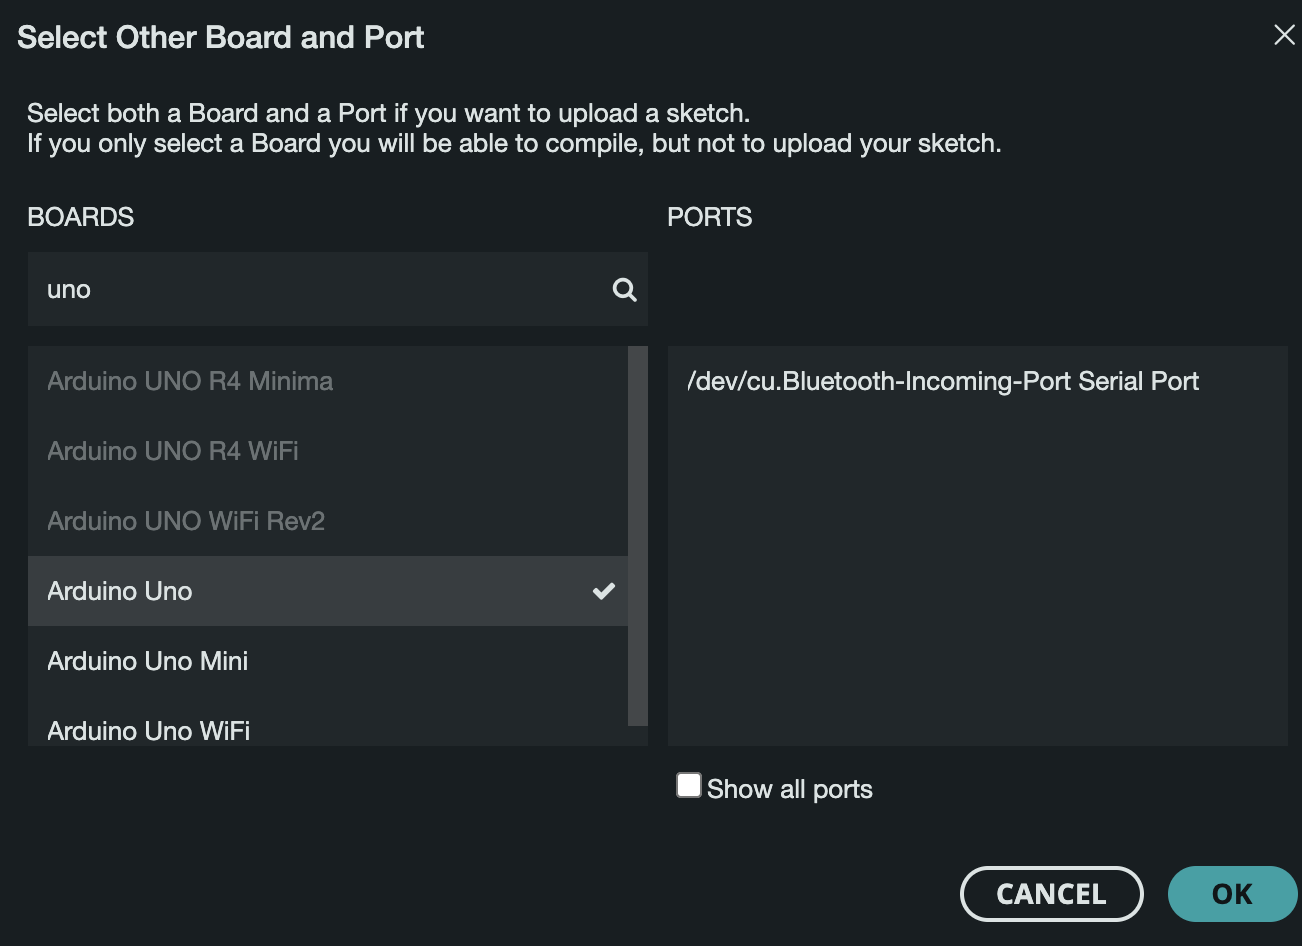 Select Other Board and Port
Select both a Board and a Port if you want to upload a sketch.
If you only select a Board you will be able to compile, but not to upload your sketch.
BOARDS
uno
Arduino UNO R4 Minima
Arduino UNO R4 WiFi
Arduino UNO WiFi Rev2
Arduino Uno
Arduino Uno Mini
Arduino Uno WiFi
PORTS
/dev/cu.Bluetooth-Incoming-Port Serial Port
Show all ports
CANCEL
OK